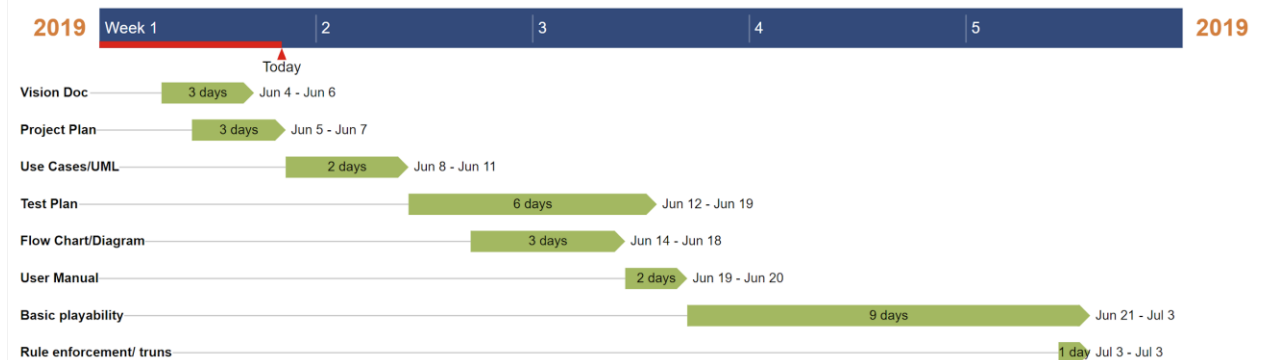 2019 Week 1 2 3 4 5 2019
Today
Vision Doc 3 days Jun 4 - Jun 6
Project Plan 3 days Jun 5 - Jun 7
Use Cases/UML 2 days Jun 8 - Jun 11
Test Plan 6 days Jun 12 - Jun 19
Flow Chart/Diagram 3 days Jun 14 - Jun 18
User Manual 2 days Jun 19 - Jun 20
Basic playability 9 days Jun 21 - Jul 3
Rule enforcement/ truns 1 day Jul 3 - Jul 3